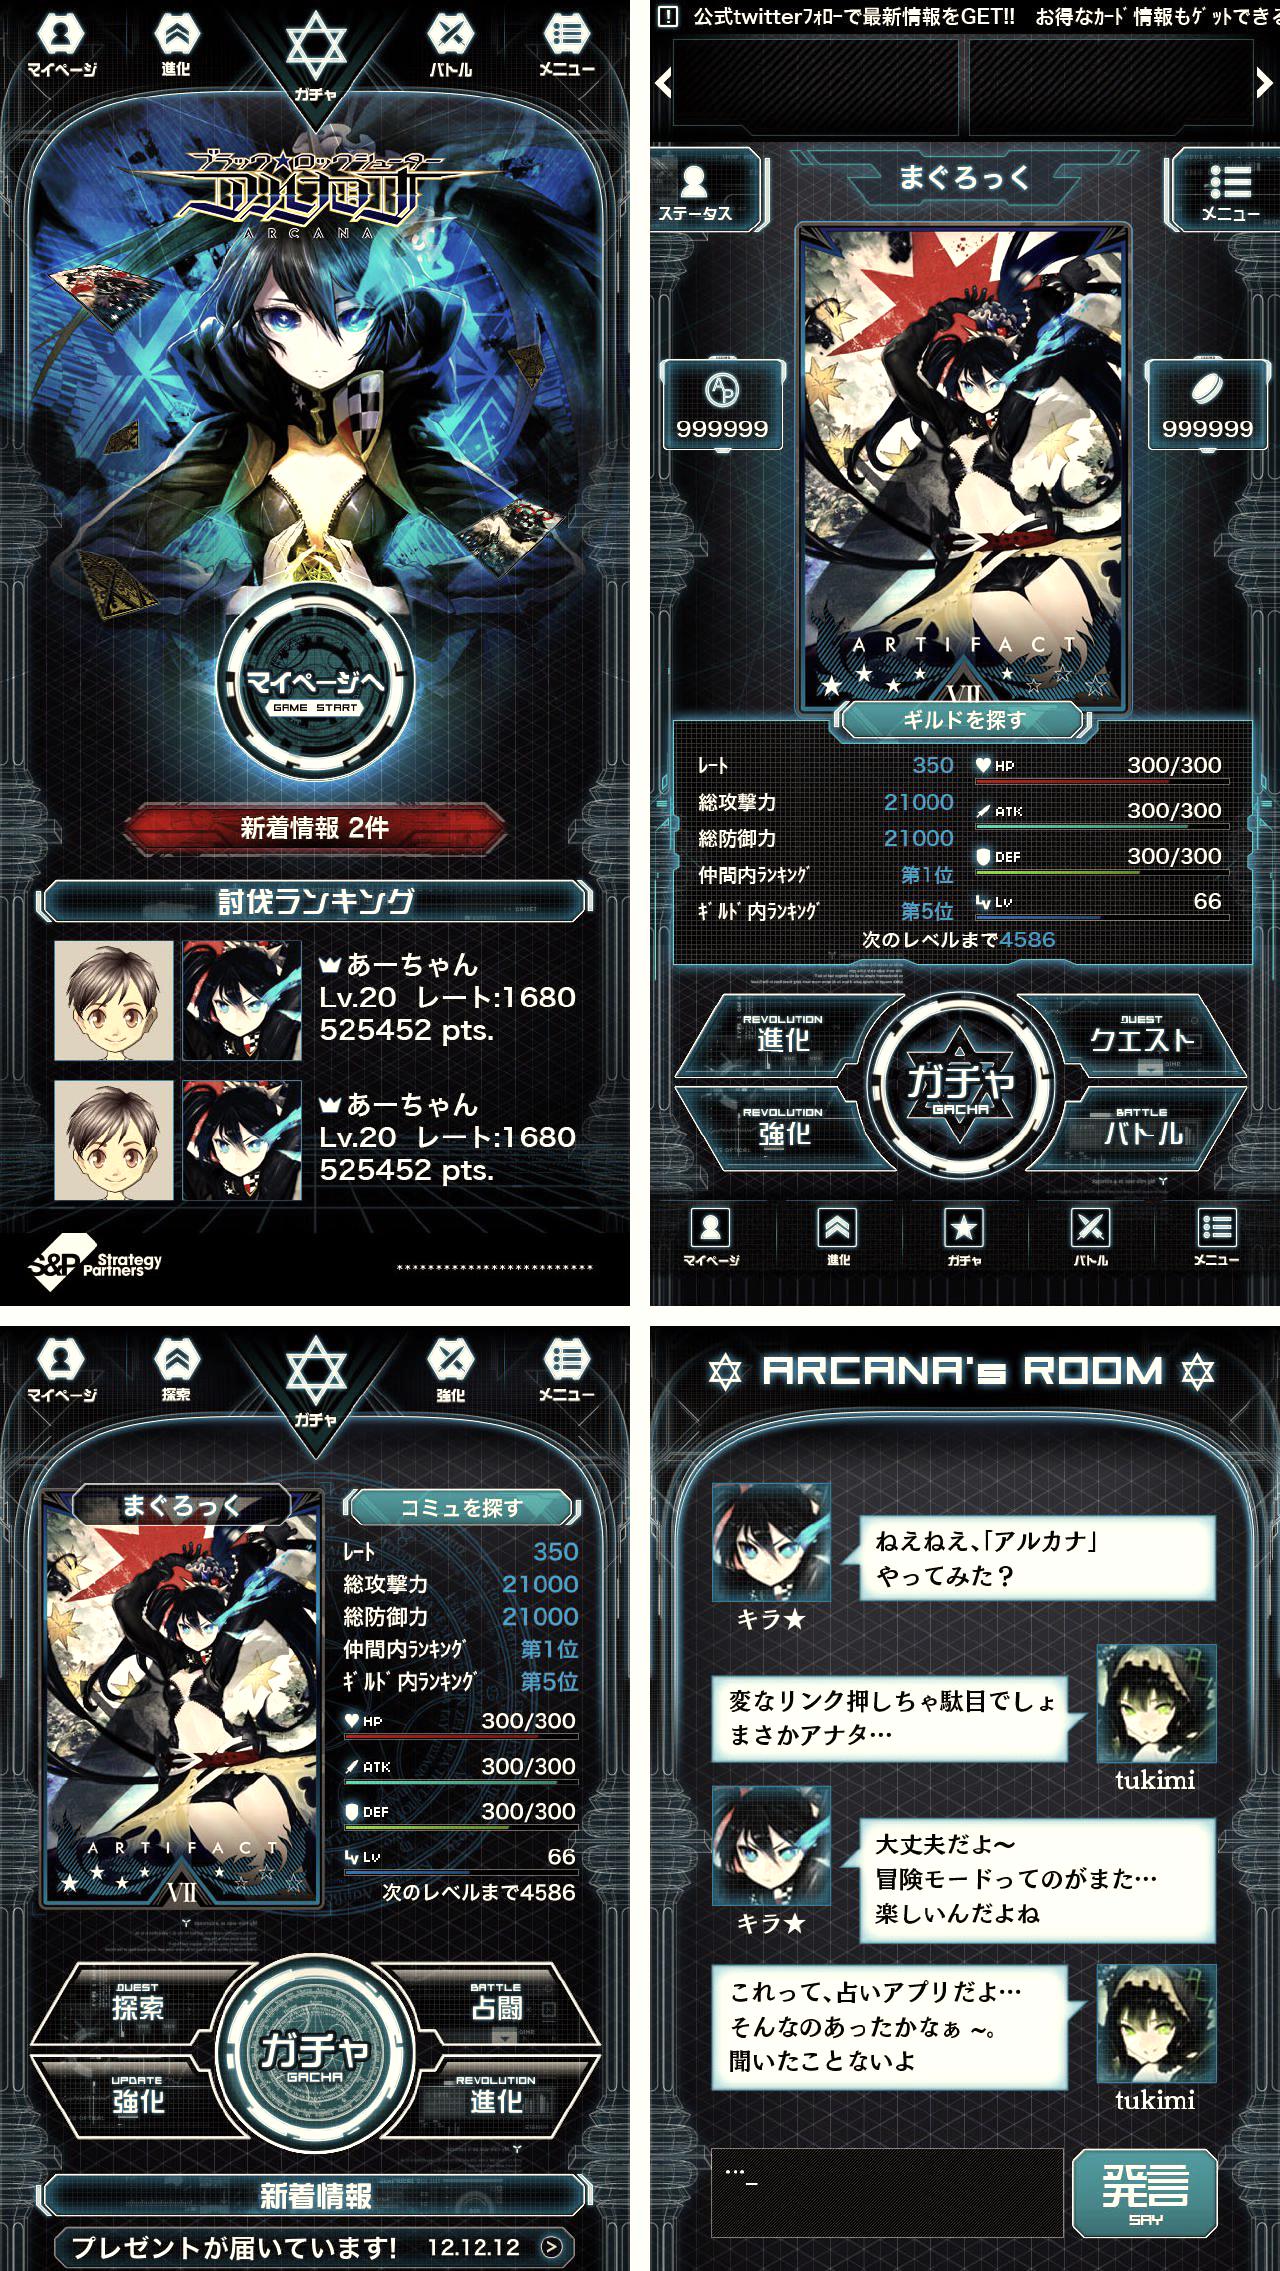 マイページ
進化
ガチャ
バトル
メニュー
ブラック★ロックシューター
アルカナ
ARCANA
マイページへ
GAME START
新着情報 2件
討伐ランキング
あーちゃん
Lv.20 レート:1680
525452 pts.
あーちゃん
Lv.20 レート:1680
525452 pts.
S&P Strategy
Partners
*************************
! 公式twitterﾌｫﾛｰで最新情報をGET!! お得なｶｰﾄﾞ情報もｹﾞｯﾄできる
ステータス
まぐろっく
メニュー
AP
999999
999999
ARTIFACT
VII
ギルドを探す
ﾚｰﾄ 350
総攻撃力 21000
総防御力 21000
仲間内ﾗﾝｷﾝｸﾞ 第1位
ｷﾞﾙﾄﾞ内ﾗﾝｷﾝｸﾞ 第5位
HP 300/300
ATK 300/300
DEF 300/300
Lv 66
次のレベルまで4586
REVOLUTION
進化
QUEST
クエスト
ガチャ
GACHA
REVOLUTION
強化
BATTLE
バトル
マイページ
進化
ガチャ
バトル
メニュー
マイページ
探索
ガチャ
強化
メニュー
まぐろっく
ARTIFACT
VII
コミュを探す
ﾚｰﾄ 350
総攻撃力 21000
総防御力 21000
仲間内ﾗﾝｷﾝｸﾞ 第1位
ｷﾞﾙﾄﾞ内ﾗﾝｷﾝｸﾞ 第5位
HP 300/300
ATK 300/300
DEF 300/300
Lv 66
次のレベルまで4586
QUEST
探索
BATTLE
占闘
ガチャ
GACHA
UPDATE
強化
REVOLUTION
進化
新着情報
プレゼントが届いています! 12.12.12
ARCANA's ROOM
ねえねえ、「アルカナ」
やってみた？
キラ★
変なリンク押しちゃ駄目でしょ
まさかアナタ…
tukimi
大丈夫だよ〜
冒険モードってのがまた…
楽しいんだよね
キラ★
これって、占いアプリだよ…
そんなのあったかなぁ ~。
聞いたことないよ
tukimi
…_
発言
SAY